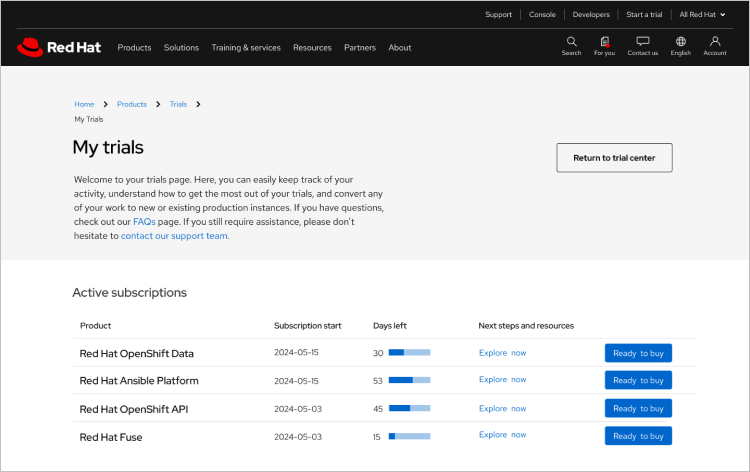 Support Console Developers Start a trial All Red Hat
Red Hat Products Solutions Training & services Resources Partners About Search For you Contact us English Account
Home Products Trials
My Trials
My trials
Return to trial center
Welcome to your trials page. Here, you can easily keep track of your
activity, understand how to get the most out of your trials, and convert any
of your work to new or existing production instances. If you have questions,
check out our FAQs page. If you still require assistance, please don't
hesitate to contact our support team.
Active subscriptions
Product Subscription start Days left Next steps and resources
Red Hat OpenShift Data 2024-05-15 30 Explore now Ready to buy
Red Hat Ansible Platform 2024-05-15 53 Explore now Ready to buy
Red Hat OpenShift API 2024-05-03 45 Explore now Ready to buy
Red Hat Fuse 2024-05-03 15 Explore now Ready to buy